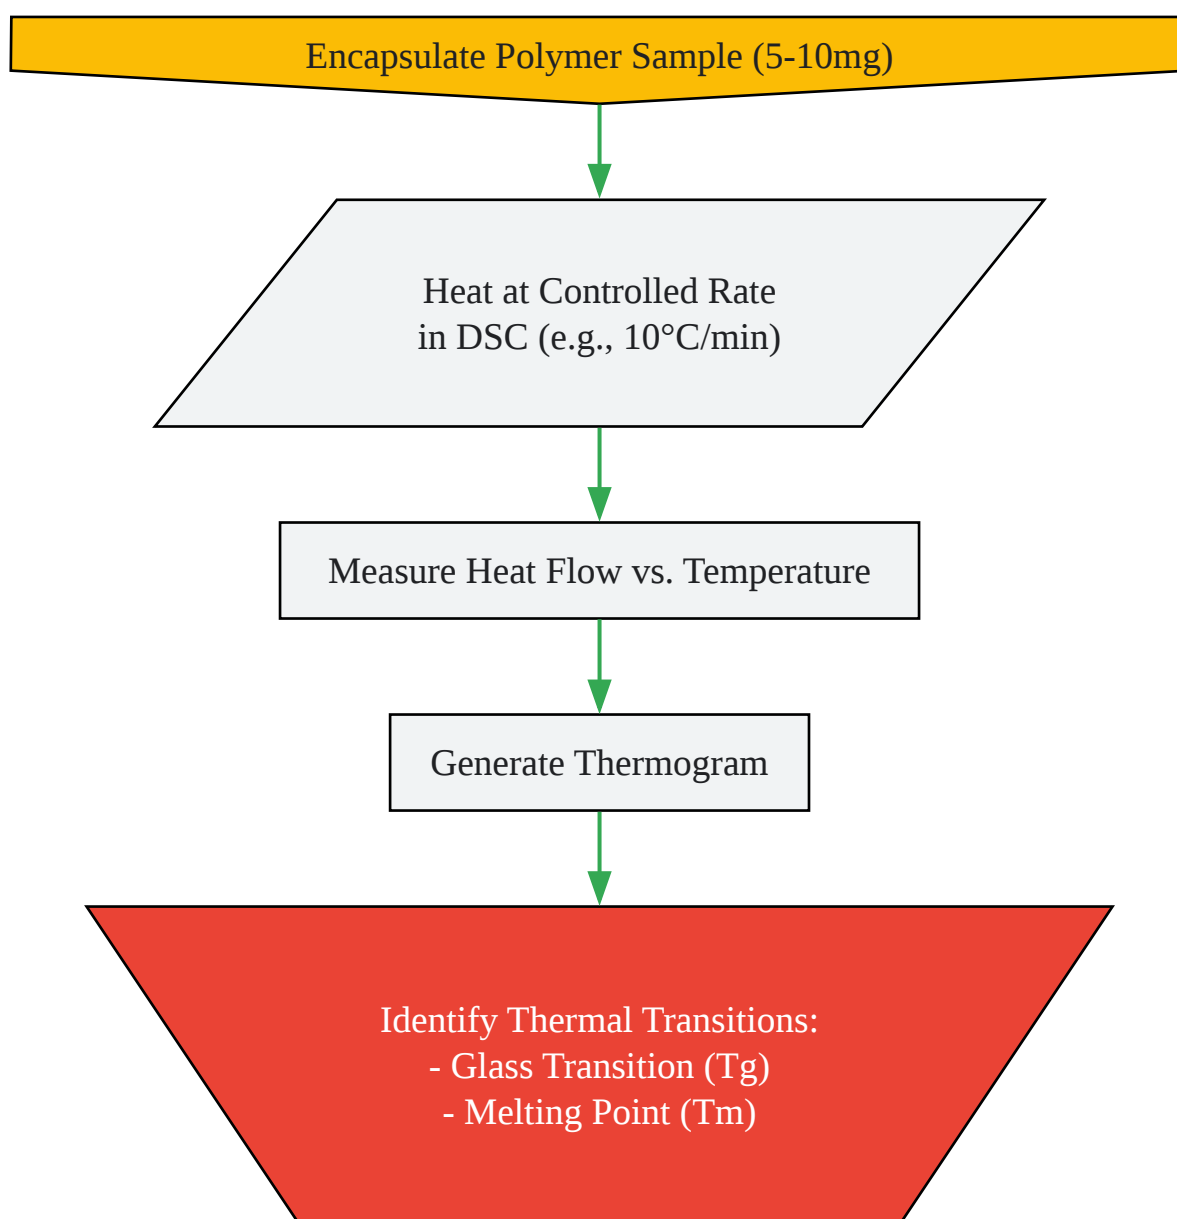 Encapsulate Polymer Sample (5-10mg)
Heat at Controlled Rate
in DSC (e.g., 10°C/min)
Measure Heat Flow vs. Temperature
Generate Thermogram
Identify Thermal Transitions:
- Glass Transition (Tg)
- Melting Point (Tm)